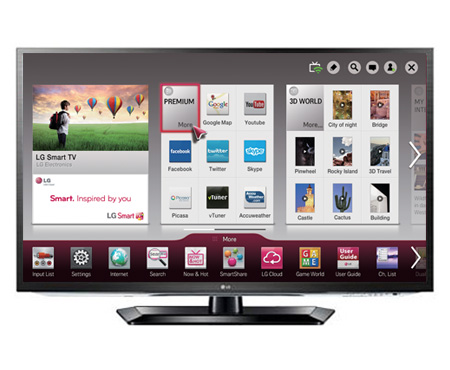 PREMIUM
More...
Google Map
Youtube
Facebook
Twitter
Skype
Picasa
vTuner
Accuweather
3D WORLD
More...
City of night
Bridge
Pinwheel
Rocky Island
3D Travel
Castle
Cactus
Building
LG Smart TV
LG Electronics
LG
Smart. Inspired by you
LG Smart
More
Input List
Settings
Internet
Search
Now & Hot
SmartShare
LG Cloud
Game World
User Guide
Ch. List
LG